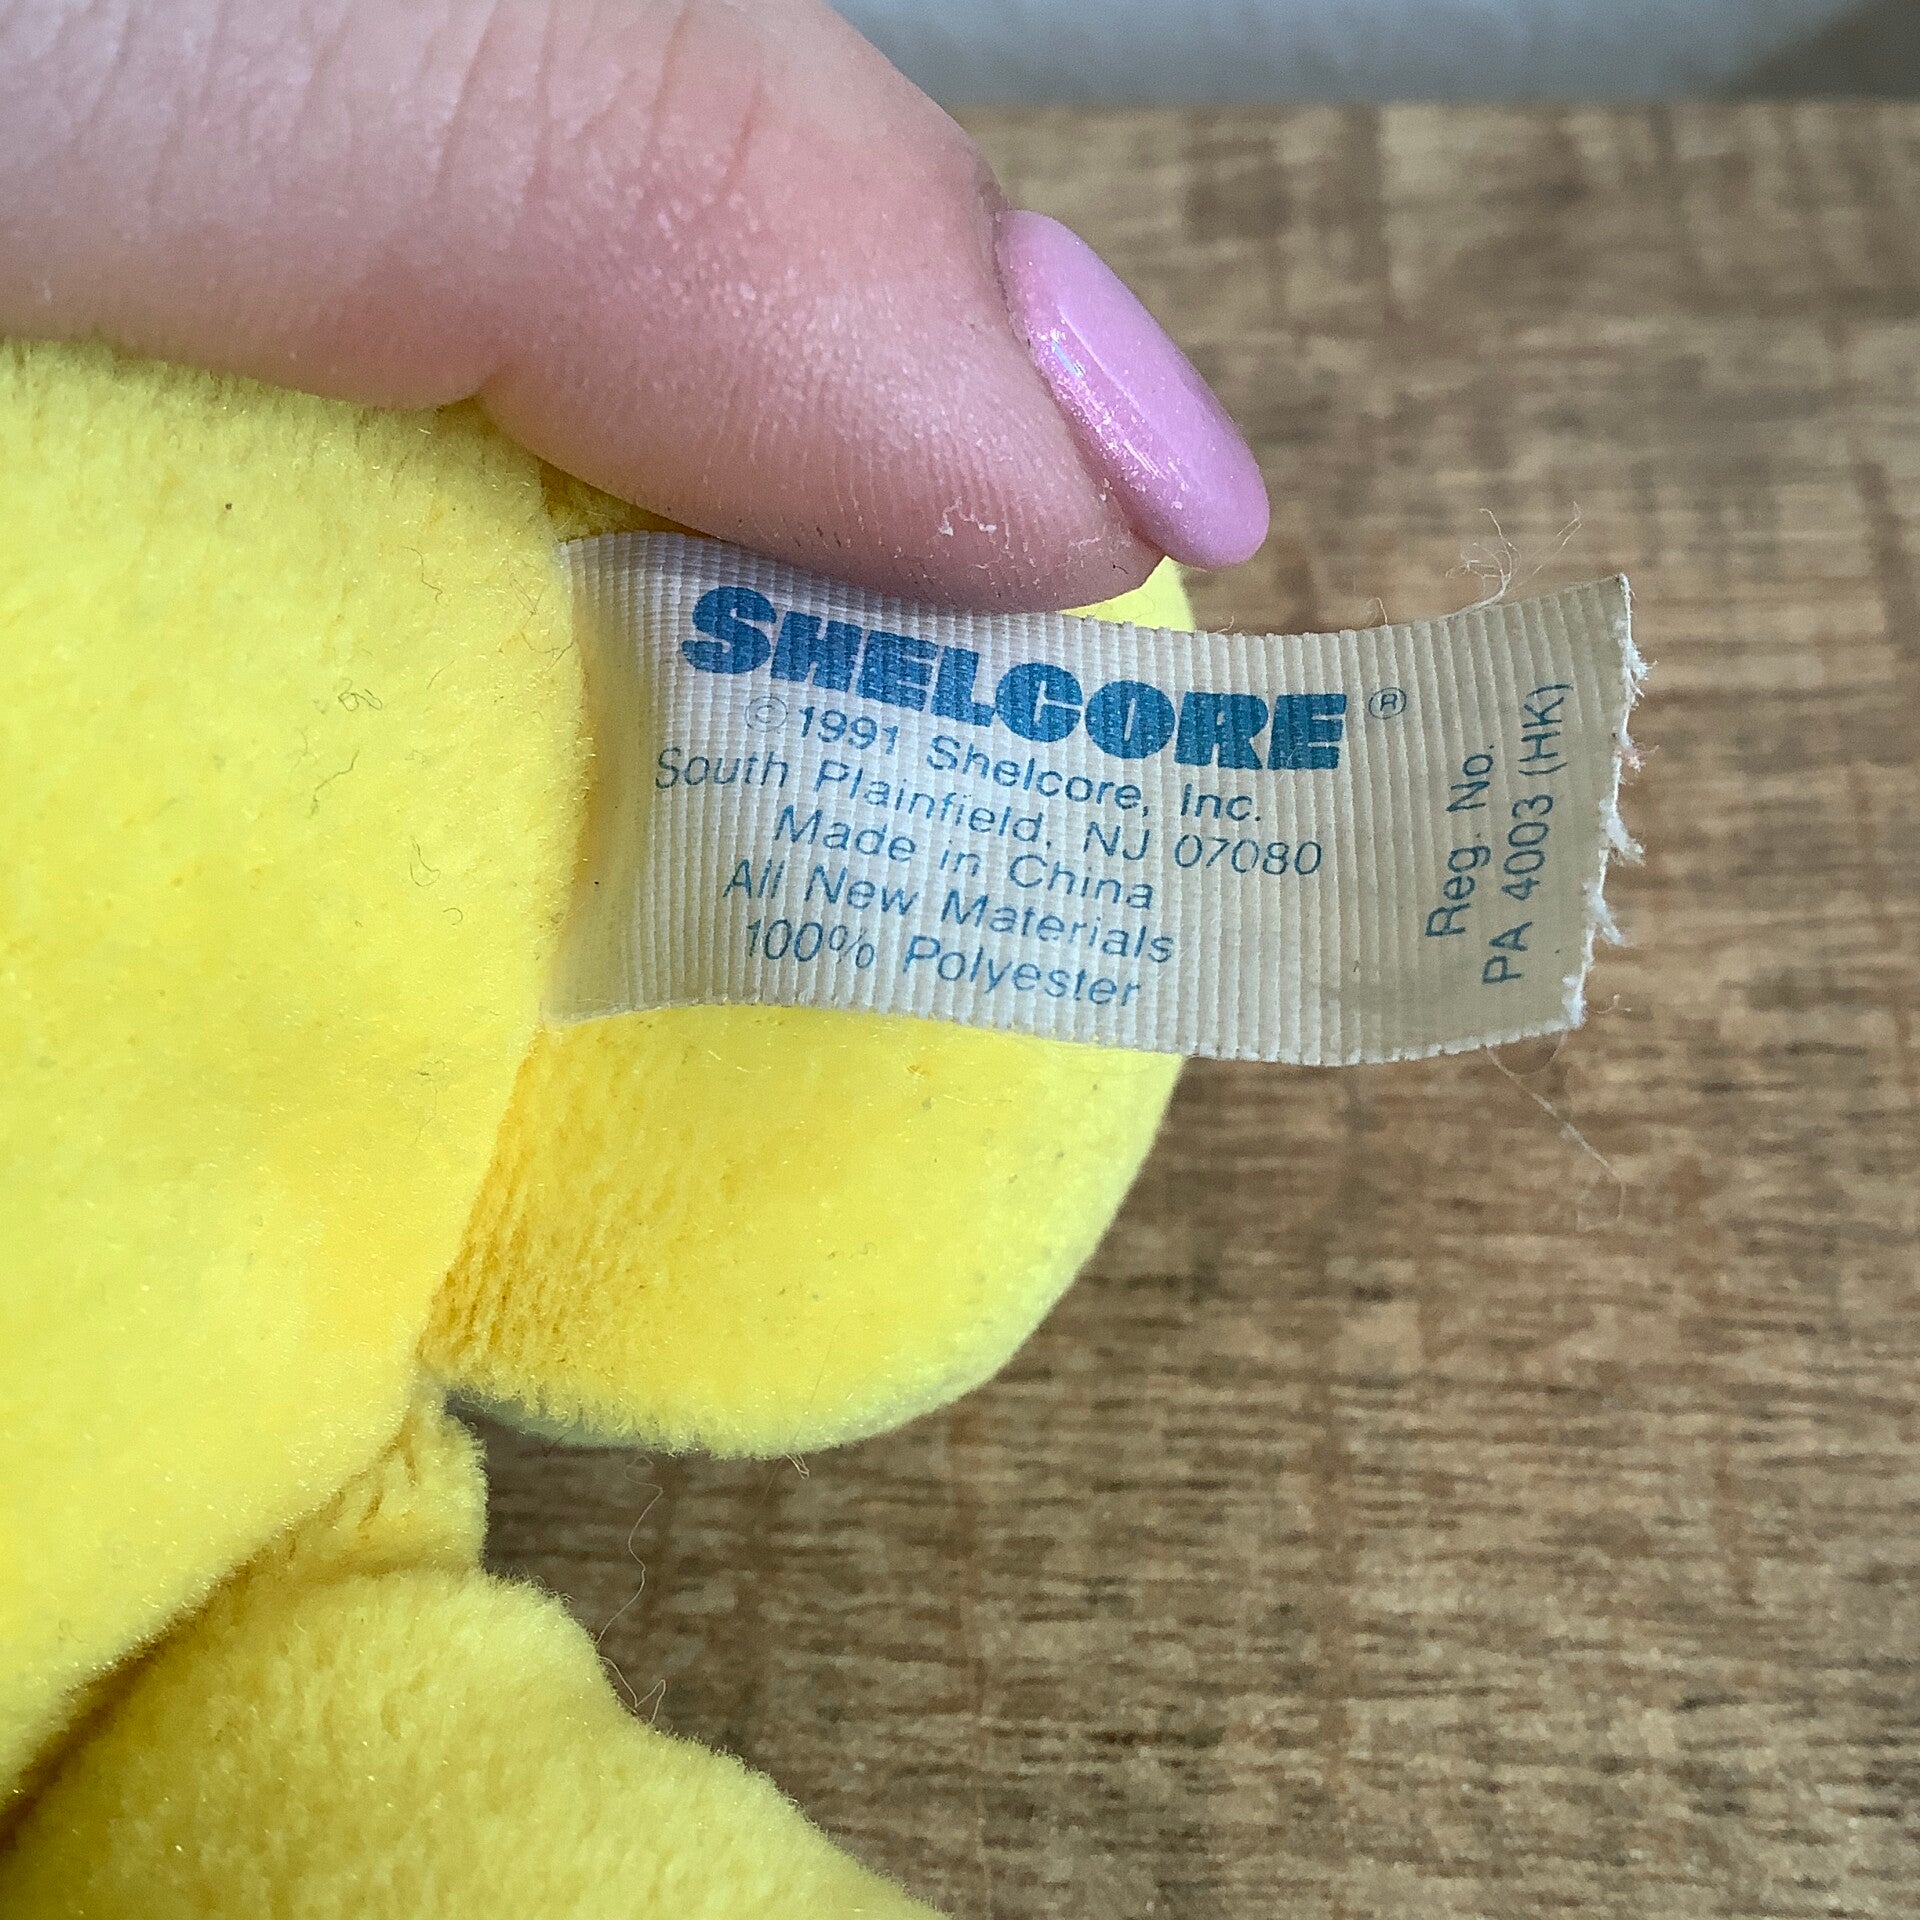 SHELCORE®
©1991 Shelcore, Inc.
South Plainfield, NJ 07080
Made in China
All New Materials
100% Polyester
Reg. No.
PA 4003 (HK)